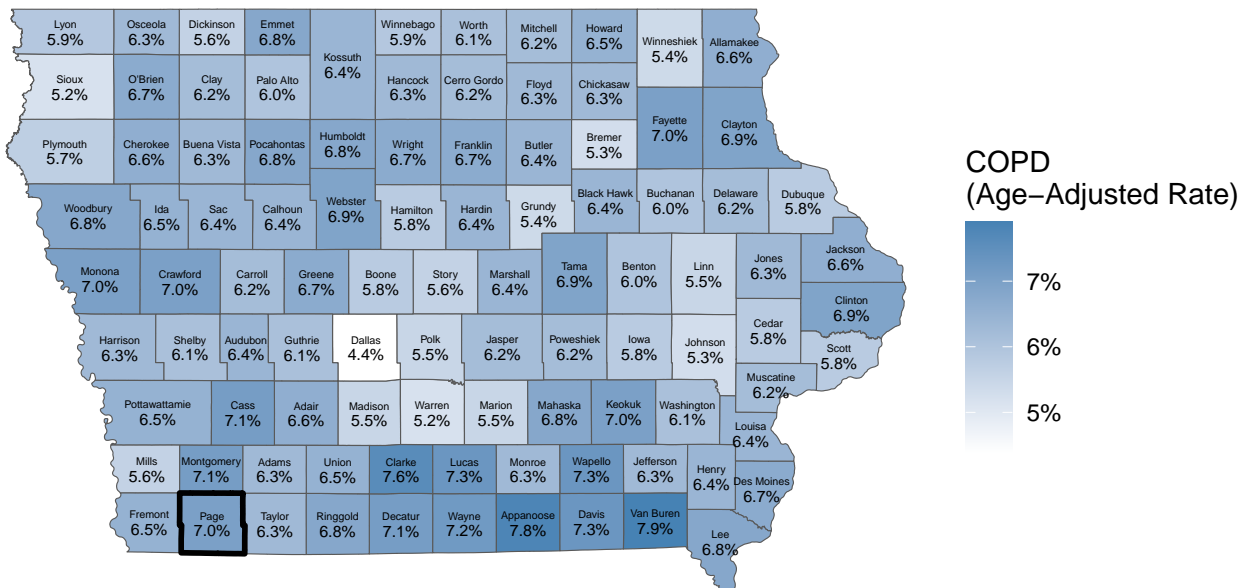 Lyon
5.9%
Osceola
6.3%
Dickinson
5.6%
Emmet
6.8%
Kossuth
6.4%
Winnebago
5.9%
Worth
6.1%
Mitchell
6.2%
Howard
6.5%
Winneshiek
5.4%
Allamakee
6.6%
Sioux
5.2%
O'Brien
6.7%
Clay
6.2%
Palo Alto
6.0%
Hancock
6.3%
Cerro Gordo
6.2%
Floyd
6.3%
Chickasaw
6.3%
Fayette
7.0%
Clayton
6.9%
Plymouth
5.7%
Cherokee
6.6%
Buena Vista
6.3%
Pocahontas
6.8%
Humboldt
6.8%
Wright
6.7%
Franklin
6.7%
Butler
6.4%
Bremer
5.3%
Woodbury
6.8%
Ida
6.5%
Sac
6.4%
Calhoun
6.4%
Webster
6.9%
Hamilton
5.8%
Hardin
6.4%
Grundy
5.4%
Black Hawk
6.4%
Buchanan
6.0%
Delaware
6.2%
Dubuque
5.8%
Monona
7.0%
Crawford
7.0%
Carroll
6.2%
Greene
6.7%
Boone
5.8%
Story
5.6%
Marshall
6.4%
Tama
6.9%
Benton
6.0%
Linn
5.5%
Jones
6.3%
Jackson
6.6%
Clinton
6.9%
Harrison
6.3%
Shelby
6.1%
Audubon
6.4%
Guthrie
6.1%
Dallas
4.4%
Polk
5.5%
Jasper
6.2%
Poweshiek
6.2%
Iowa
5.8%
Johnson
5.3%
Cedar
5.8%
Scott
5.8%
Muscatine
6.2%
Pottawattamie
6.5%
Cass
7.1%
Adair
6.6%
Madison
5.5%
Warren
5.2%
Marion
5.5%
Mahaska
6.8%
Keokuk
7.0%
Washington
6.1%
Louisa
6.4%
Mills
5.6%
Montgomery
7.1%
Adams
6.3%
Union
6.5%
Clarke
7.6%
Lucas
7.3%
Monroe
6.3%
Wapello
7.3%
Jefferson
6.3%
Henry
6.4%
Des Moines
6.7%
Fremont
6.5%
Page
7.0%
Taylor
6.3%
Ringgold
6.8%
Decatur
7.1%
Wayne
7.2%
Appanoose
7.8%
Davis
7.3%
Van Buren
7.9%
Lee
6.8%
COPD
(Age−Adjusted Rate)
7%
6%
5%